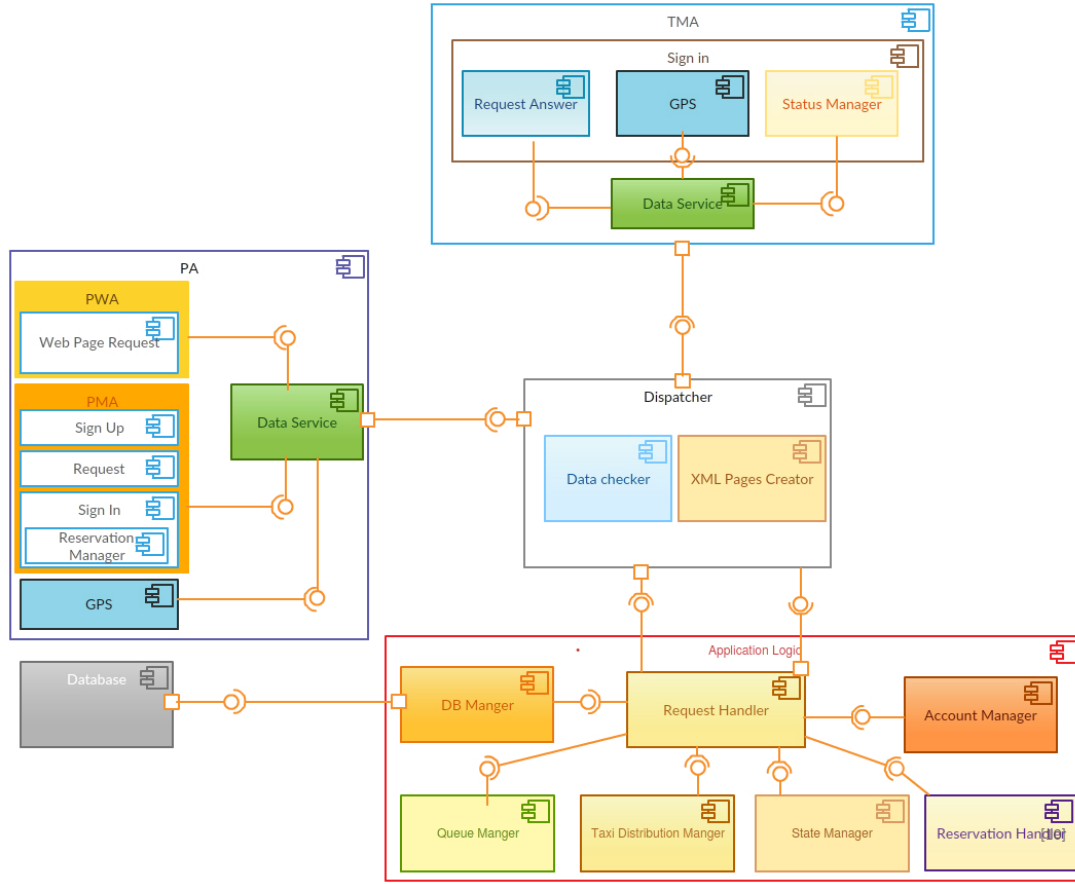 TMA
Sign in
Request Answer
GPS
Status Manager
Data Service
PA
PWA
Web Page Request
PMA
Sign Up
Request
Sign In
Reservation
Manager
GPS
Data Service
Dispatcher
Data checker
XML Pages Creator
Application Logic
Database
DB Manger
Request Handler
Account Manager
Queue Manger
Taxi Distribution Manger
State Manager
Reservation Handler